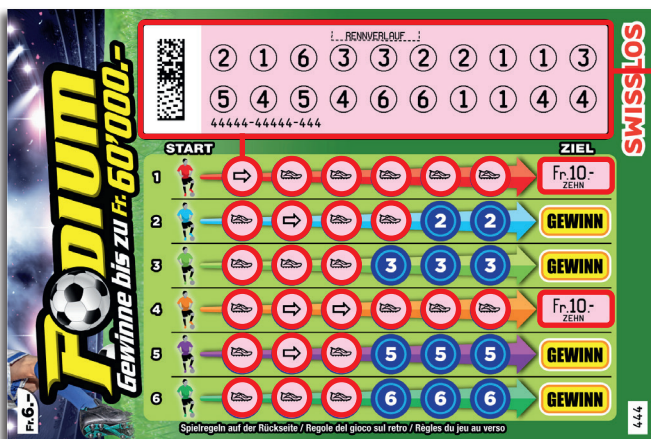 PODIUM
Gewinne bis zu Fr. 60'000.-
Fr.6.-
RENNVERLAUF
2 1 6 3 3 2 2 1 1 3
5 4 5 4 6 6 1 1 4 4
44444-44444-444
SWISSLOS
START ZIEL
1 Fr.10.-
ZEHN
2 2 2 GEWINN
3 3 3 3 GEWINN
4 Fr.10.-
ZEHN
5 5 5 5 GEWINN
6 6 6 6 GEWINN
Spielregeln auf der Rückseite / Regole del gioco sul retro / Règles du jeu au verso
444